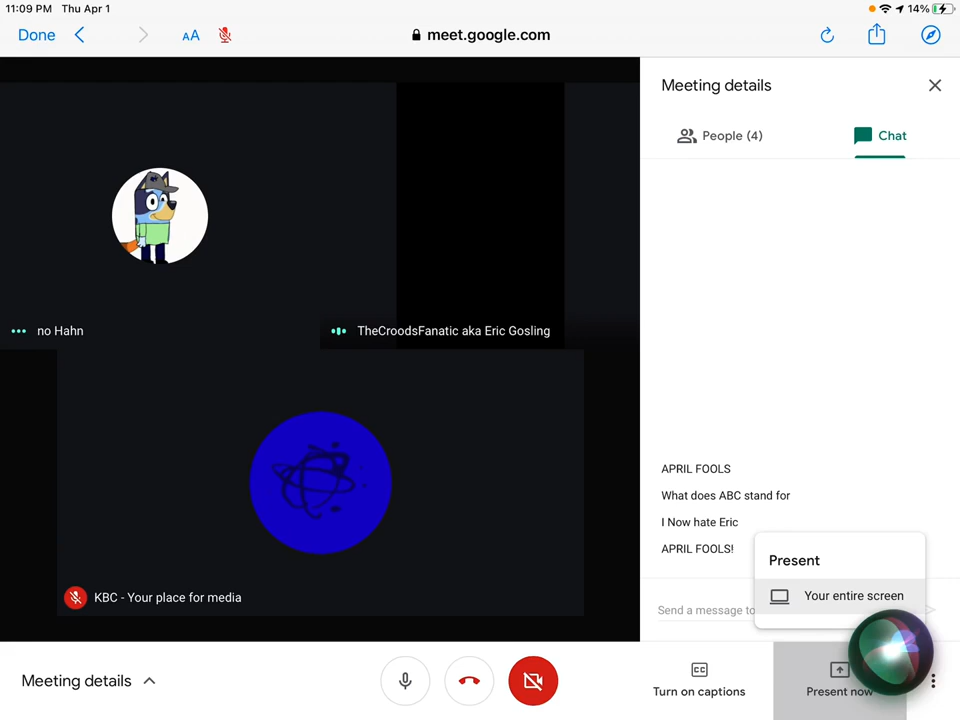 11:09 PM Thu Apr 1
14%
Done
AA
meet.google.com
Meeting details
People (4)
Chat
no Hahn
TheCroodsFanatic aka Eric Gosling
KBC - Your place for media
APRIL FOOLS
What does ABC stand for
I Now hate Eric
APRIL FOOLS!
Present
Your entire screen
Send a message to
Meeting details
CC
Turn on captions
Present now